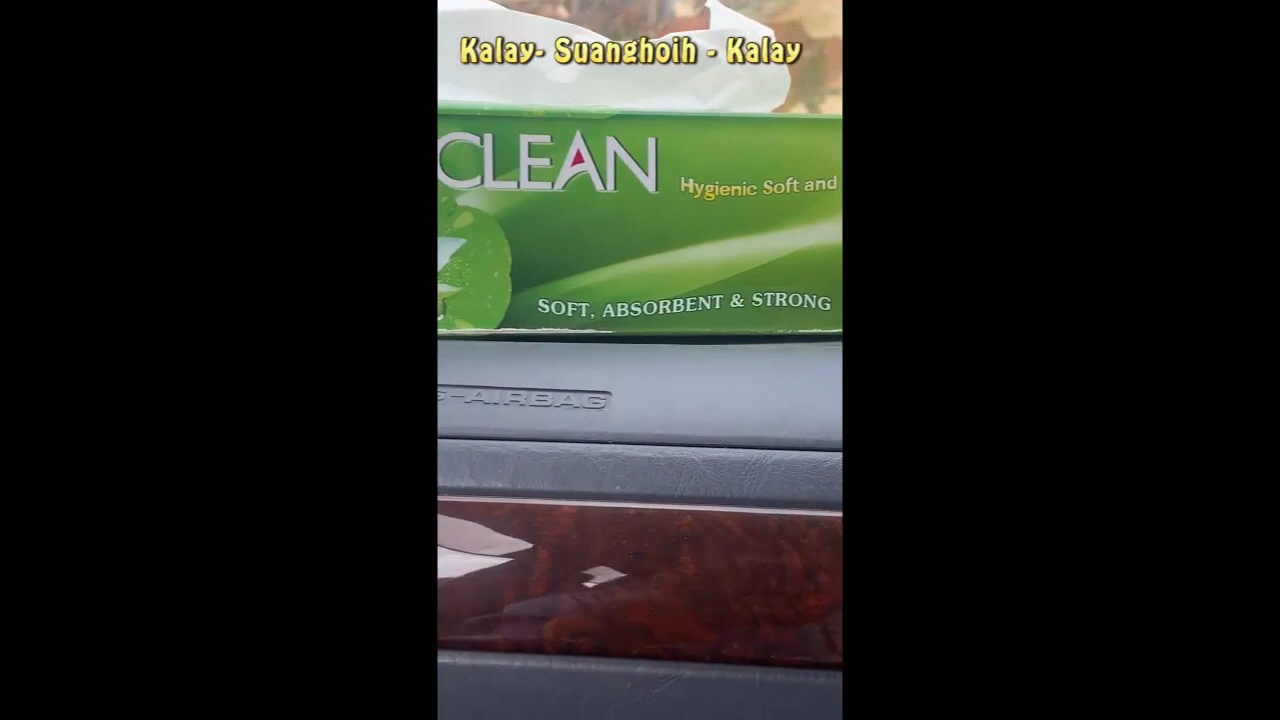 Kalay- Suanghoih - Kalay
CLEAN
Hygienic Soft and
SOFT, ABSORBENT & STRONG
-AIRBAG